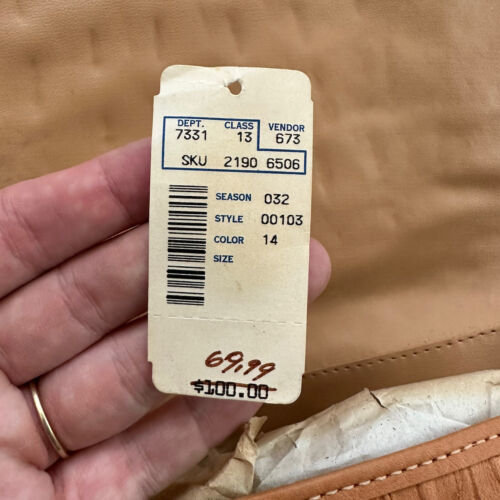 DEPT. CLASS VENDOR
7331 13 673
SKU 2190 6506
SEASON 032
STYLE 00103
COLOR 14
SIZE
69.99
$100.00